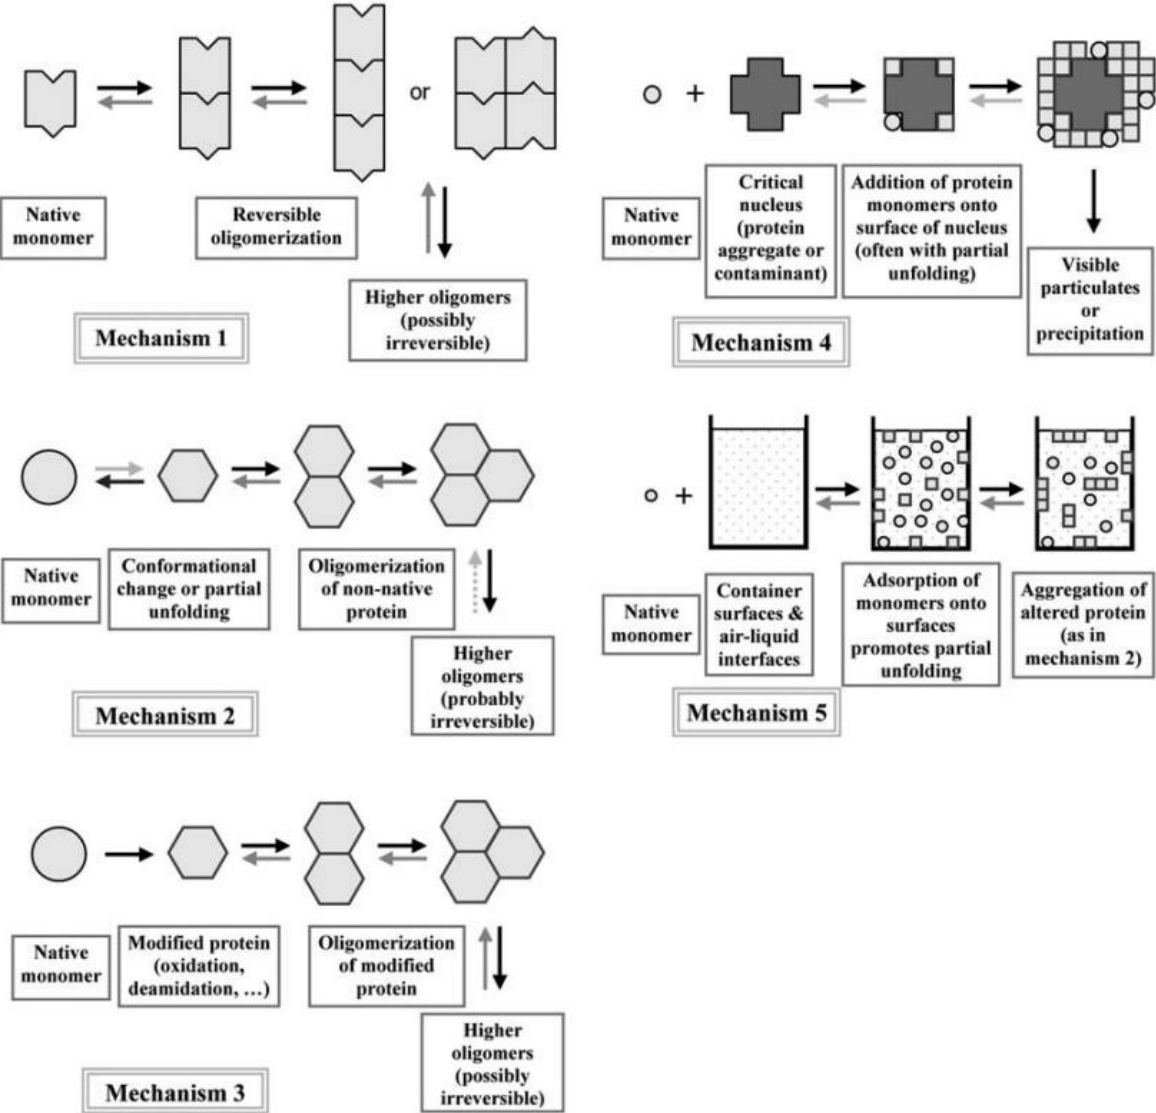 or
Native
monomer
Reversible
oligomerization
Higher oligomers
(possibly
irreversible)
Mechanism 1
Native
monomer
Conformational
change or partial
unfolding
Oligomerization
of non-native
protein
Higher
oligomers
(probably
irreversible)
Mechanism 2
Native
monomer
Modified protein
(oxidation,
deamidation, …)
Oligomerization
of modified
protein
Higher
oligomers
(possibly
irreversible)
Mechanism 3
+
Native
monomer
Critical
nucleus
(protein
aggregate or
contaminant)
Addition of protein
monomers onto
surface of nucleus
(often with partial
unfolding)
Visible
particulates
or
precipitation
Mechanism 4
+
Native
monomer
Container
surfaces &
air-liquid
interfaces
Adsorption of
monomers onto
surfaces
promotes partial
unfolding
Aggregation of
altered protein
(as in
mechanism 2)
Mechanism 5